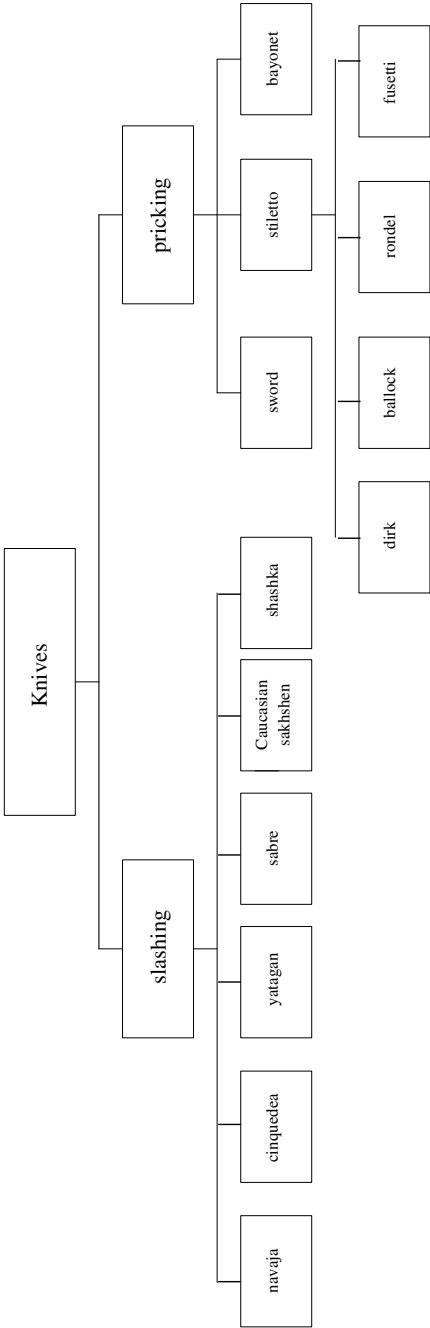 Knives
slashing
pricking
navaja
cinquedea
yatagan
sabre
Caucasian
sakhshen
shashka
sword
stiletto
bayonet
dirk
ballock
rondel
fusetti